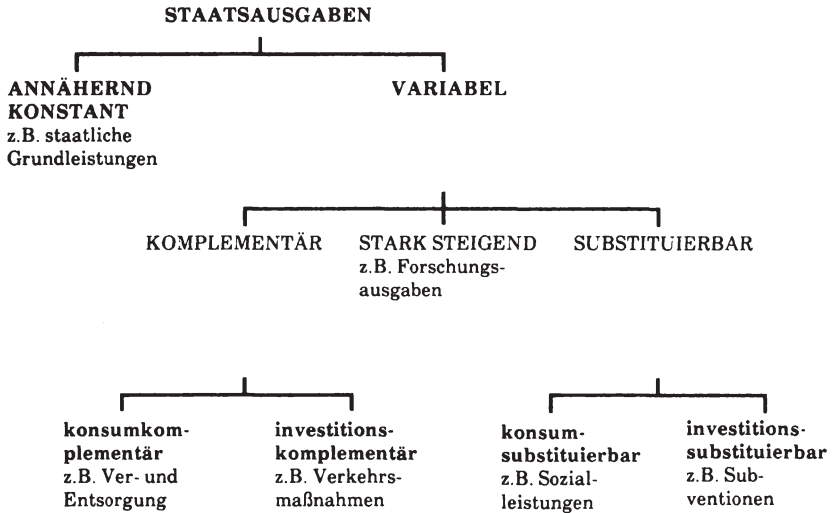 STAATSAUSGABEN
ANNÄHERND
KONSTANT
z.B. staatliche
Grundleistungen
VARIABEL
KOMPLEMENTÄR
STARK STEIGEND
z.B. Forschungs-
ausgaben
SUBSTITUIERBAR
konsumkom-
plementär
z.B. Ver- und
Entsorgung
investitions-
komplementär
z.B. Verkehrs-
maßnahmen
konsum-
substituierbar
z.B. Sozial-
leistungen
investitions-
substituierbar
z.B. Sub-
ventionen